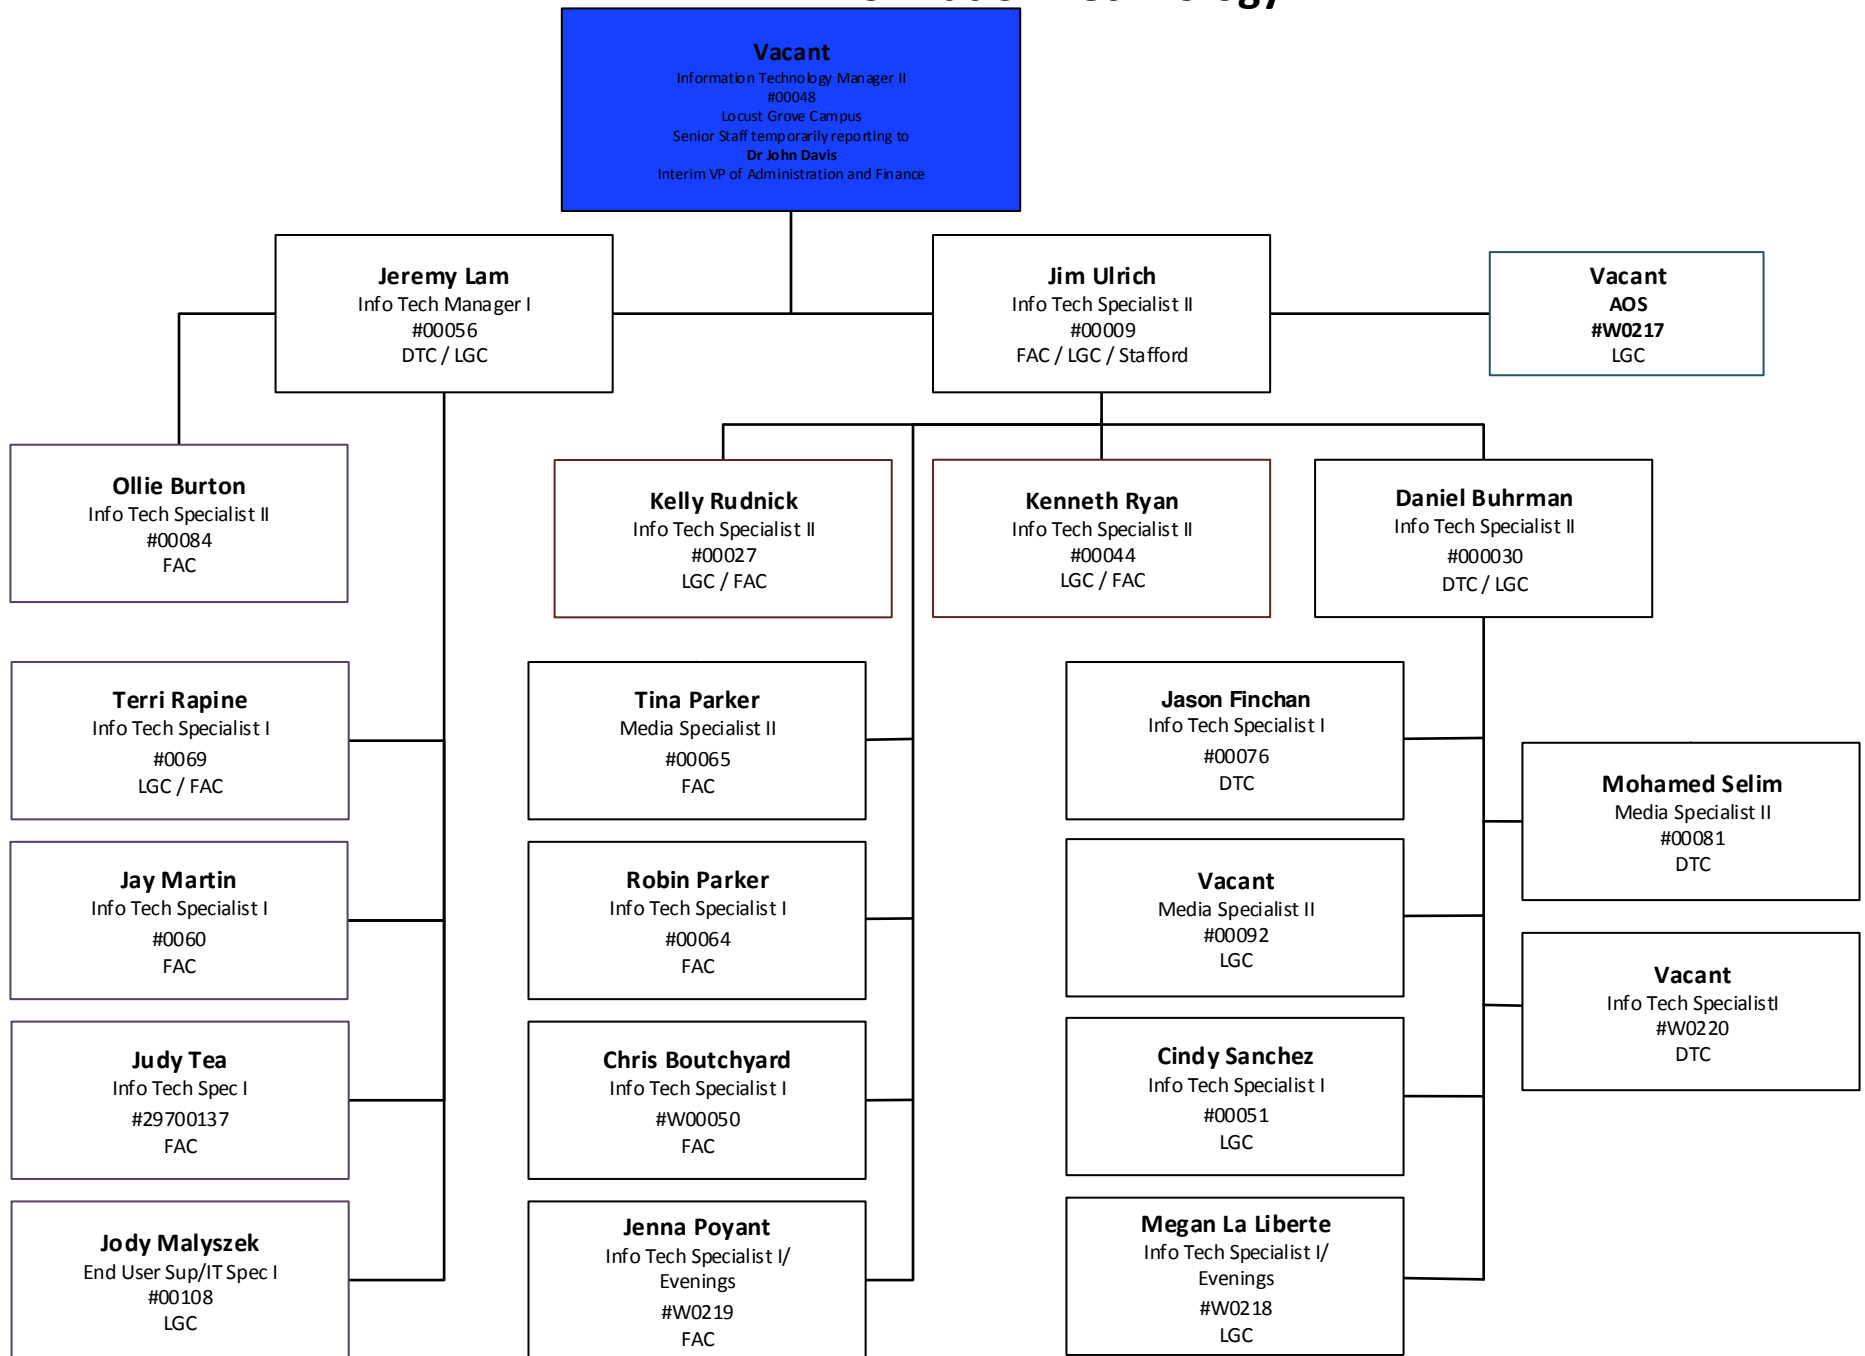 Vacant
Information Technology Manager II
#00048
Locust Grove Campus
Senior Staff temporarily reporting to
Dr John Davis
Interim VP of Administration and Finance
Jeremy Lam
Info Tech Manager I
#00056
DTC / LGC
Jim Ulrich
Info Tech Specialist II
#00009
FAC / LGC / Stafford
Vacant
AOS
#W0217
LGC
Ollie Burton
Info Tech Specialist II
#00084
FAC
Kelly Rudnick
Info Tech Specialist II
#00027
LGC / FAC
Kenneth Ryan
Info Tech Specialist II
#00044
LGC / FAC
Daniel Buhrman
Info Tech Specialist II
#000030
DTC / LGC
Terri Rapine
Info Tech Specialist I
#0069
LGC / FAC
Tina Parker
Media Specialist II
#00065
FAC
Jason Finchan
Info Tech Specialist I
#00076
DTC
Mohamed Selim
Media Specialist II
#00081
DTC
Jay Martin
Info Tech Specialist I
#0060
FAC
Robin Parker
Info Tech Specialist I
#00064
FAC
Vacant
Media Specialist II
#00092
LGC
Vacant
Info Tech SpecialistI
#W0220
DTC
Judy Tea
Info Tech Spec I
#29700137
FAC
Chris Boutchyard
Info Tech Specialist I
#W00050
FAC
Cindy Sanchez
Info Tech Specialist I
#00051
LGC
Jody Malyszek
End User Sup/IT Spec I
#00108
LGC
Jenna Poyant
Info Tech Specialist I/
Evenings
#W0219
FAC
Megan La Liberte
Info Tech Specialist I/
Evenings
#W0218
LGC